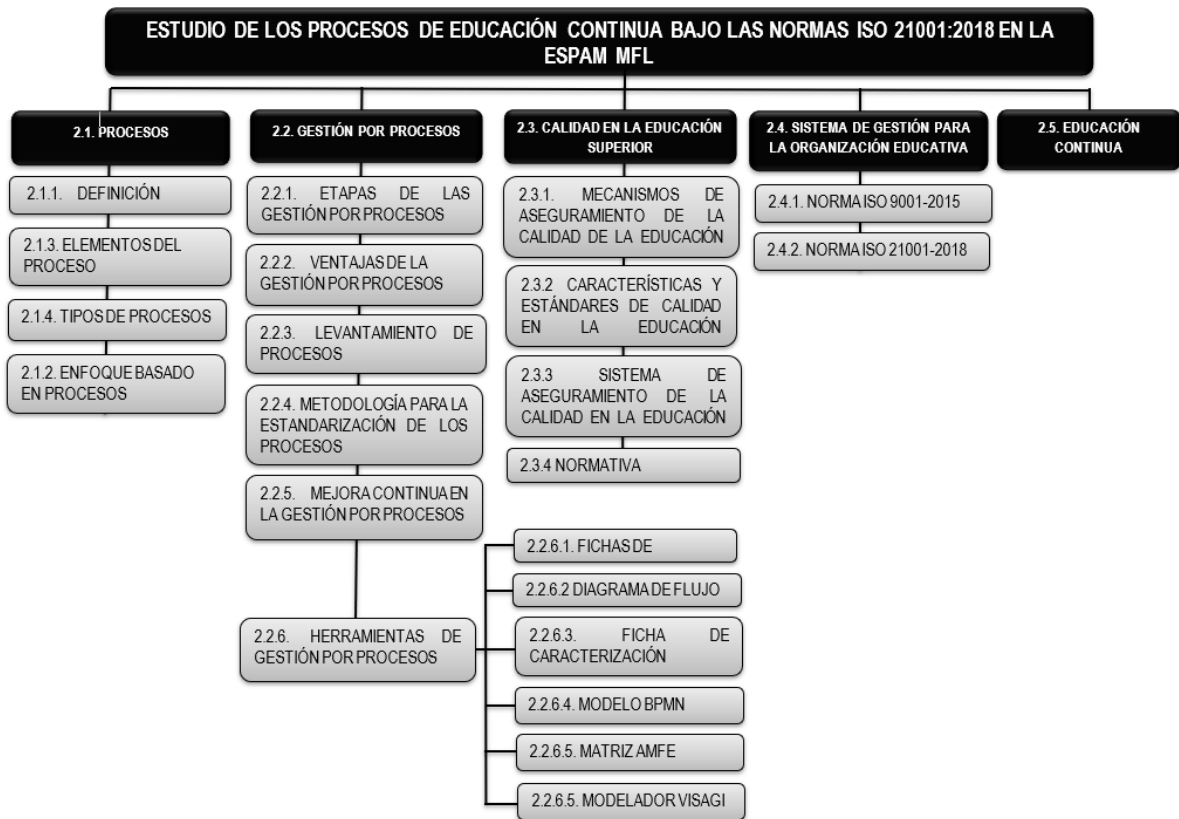 ESTUDIO DE LOS PROCESOS DE EDUCACIÓN CONTINUA BAJO LAS NORMAS ISO 21001:2018 EN LA
ESPAM MFL
2.1. PROCESOS
2.1.1. DEFINICIÓN
2.1.3. ELEMENTOS DEL
PROCESO
2.1.4. TIPOS DE PROCESOS
2.1.2. ENFOQUE BASADO
EN PROCESOS
2.2. GESTIÓN POR PROCESOS
2.2.1. ETAPAS DE LAS
GESTIÓN POR PROCESOS
2.2.2. VENTAJAS DE LA
GESTIÓN POR PROCESOS
2.2.3. LEVANTAMIENTO DE
PROCESOS
2.2.4. METODOLOGÍA PARA LA
ESTANDARIZACIÓN DE LOS
PROCESOS
2.2.5. MEJORA CONTINUA EN
LA GESTIÓN POR PROCESOS
2.2.6. HERRAMIENTAS DE
GESTIÓN POR PROCESOS
2.2.6.1. FICHAS DE
2.2.6.2 DIAGRAMA DE FLUJO
2.2.6.3. FICHA DE
CARACTERIZACIÓN
2.2.6.4. MODELO BPMN
2.2.6.5. MATRIZ AMFE
2.2.6.5. MODELADOR VISAGI
2.3. CALIDAD EN LA EDUCACIÓN
SUPERIOR
2.3.1. MECANISMOS DE
ASEGURAMIENTO DE LA
CALIDAD DE LA EDUCACIÓN
2.3.2 CARACTERÍSTICAS Y
ESTÁNDARES DE CALIDAD
EN LA EDUCACIÓN
2.3.3 SISTEMA DE
ASEGURAMIENTO DE LA
CALIDAD EN LA EDUCACIÓN
2.3.4 NORMATIVA
2.4. SISTEMA DE GESTIÓN PARA
LA ORGANIZACIÓN EDUCATIVA
2.4.1. NORMA ISO 9001-2015
2.4.2. NORMA ISO 21001-2018
2.5. EDUCACIÓN
CONTINUA